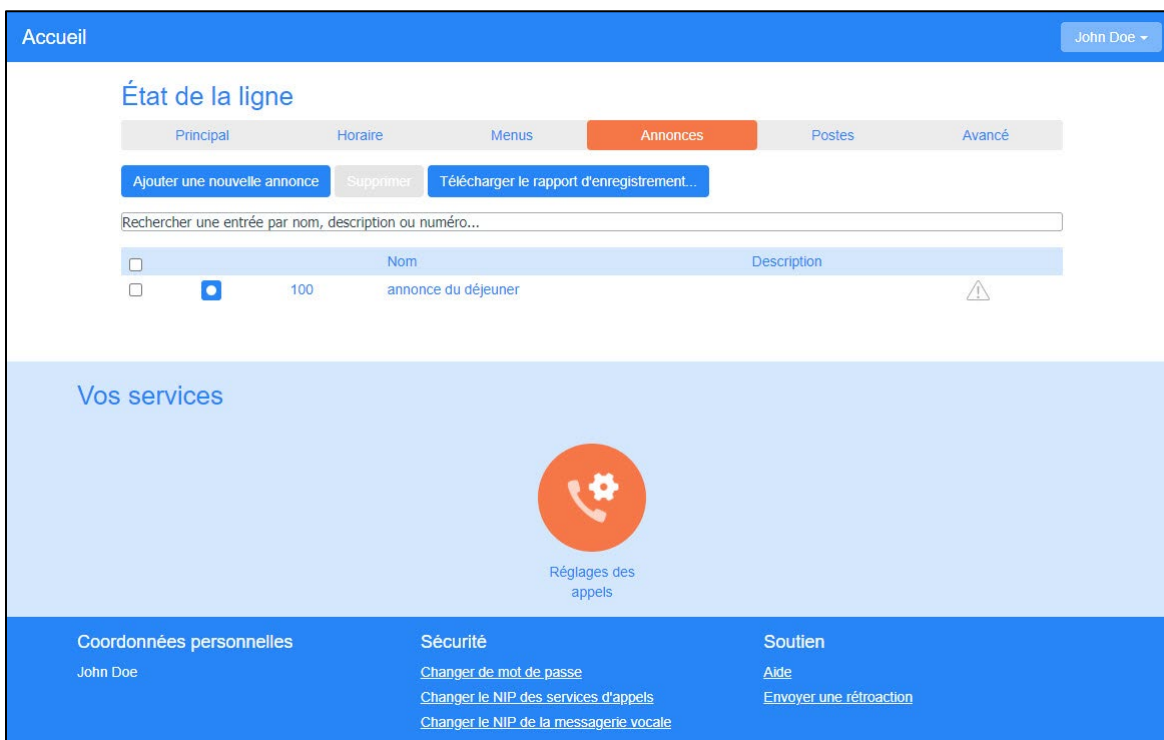 Accueil
John Doe
État de la ligne
Principal Horaire Menus Annonces Postes Avancé
Ajouter une nouvelle annonce Supprimer Télécharger le rapport d'enregistrement...
Rechercher une entrée par nom, description ou numéro...
Nom Description
100 annonce du déjeuner
Vos services
Réglages des
appels
Coordonnées personnelles Sécurité Soutien
John Doe Changer de mot de passe Aide
Changer le NIP des services d'appels Envoyer une rétroaction
Changer le NIP de la messagerie vocale